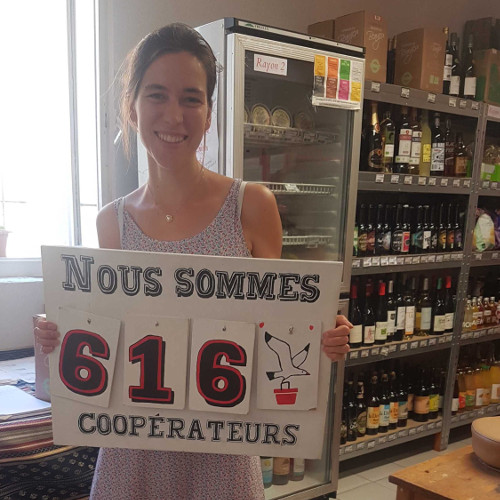 Rayon 2
NOUS SOMMES
616
COOPÉRATEURS